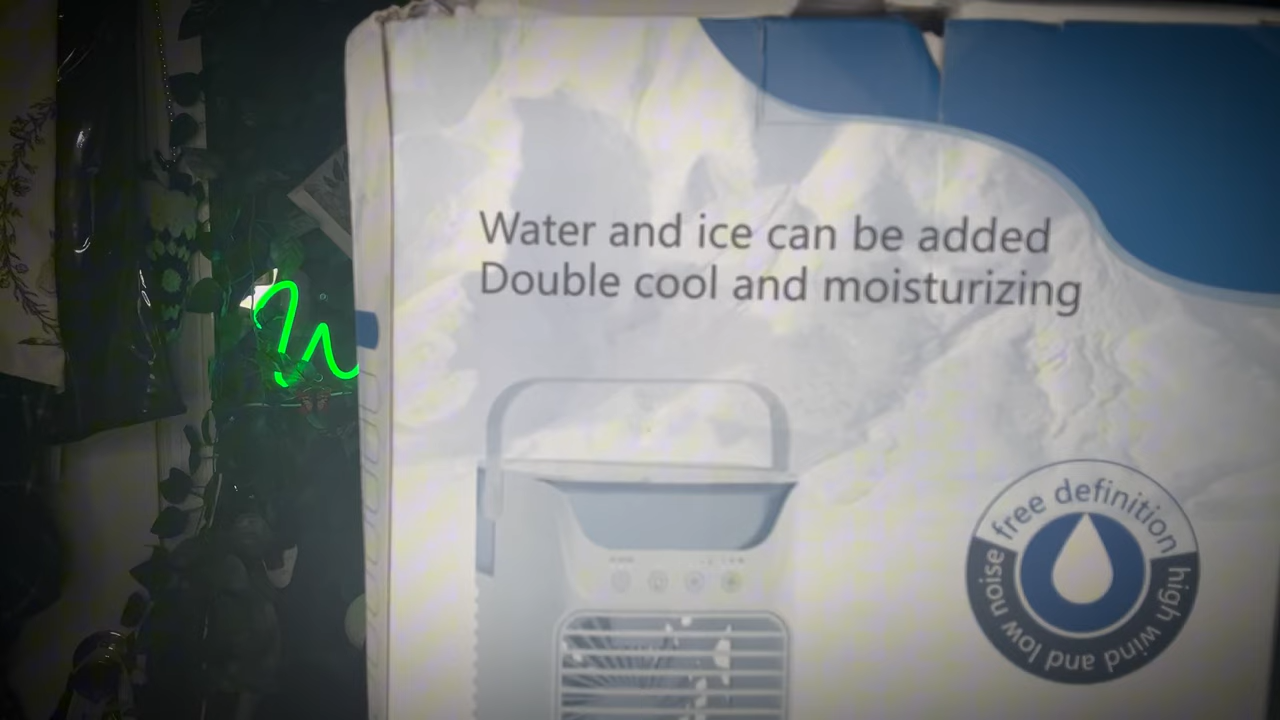 Water and ice can be added
Double cool and moisturizing
free definition
high wind and low noise